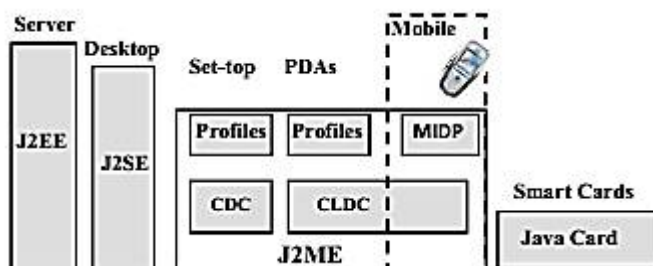 Server
Mobile
Desktop
Set-top PDAs
Profiles Profiles MIDP
J2EE
J2SE
CDC CLDC
Smart Cards
J2ME
Java Card